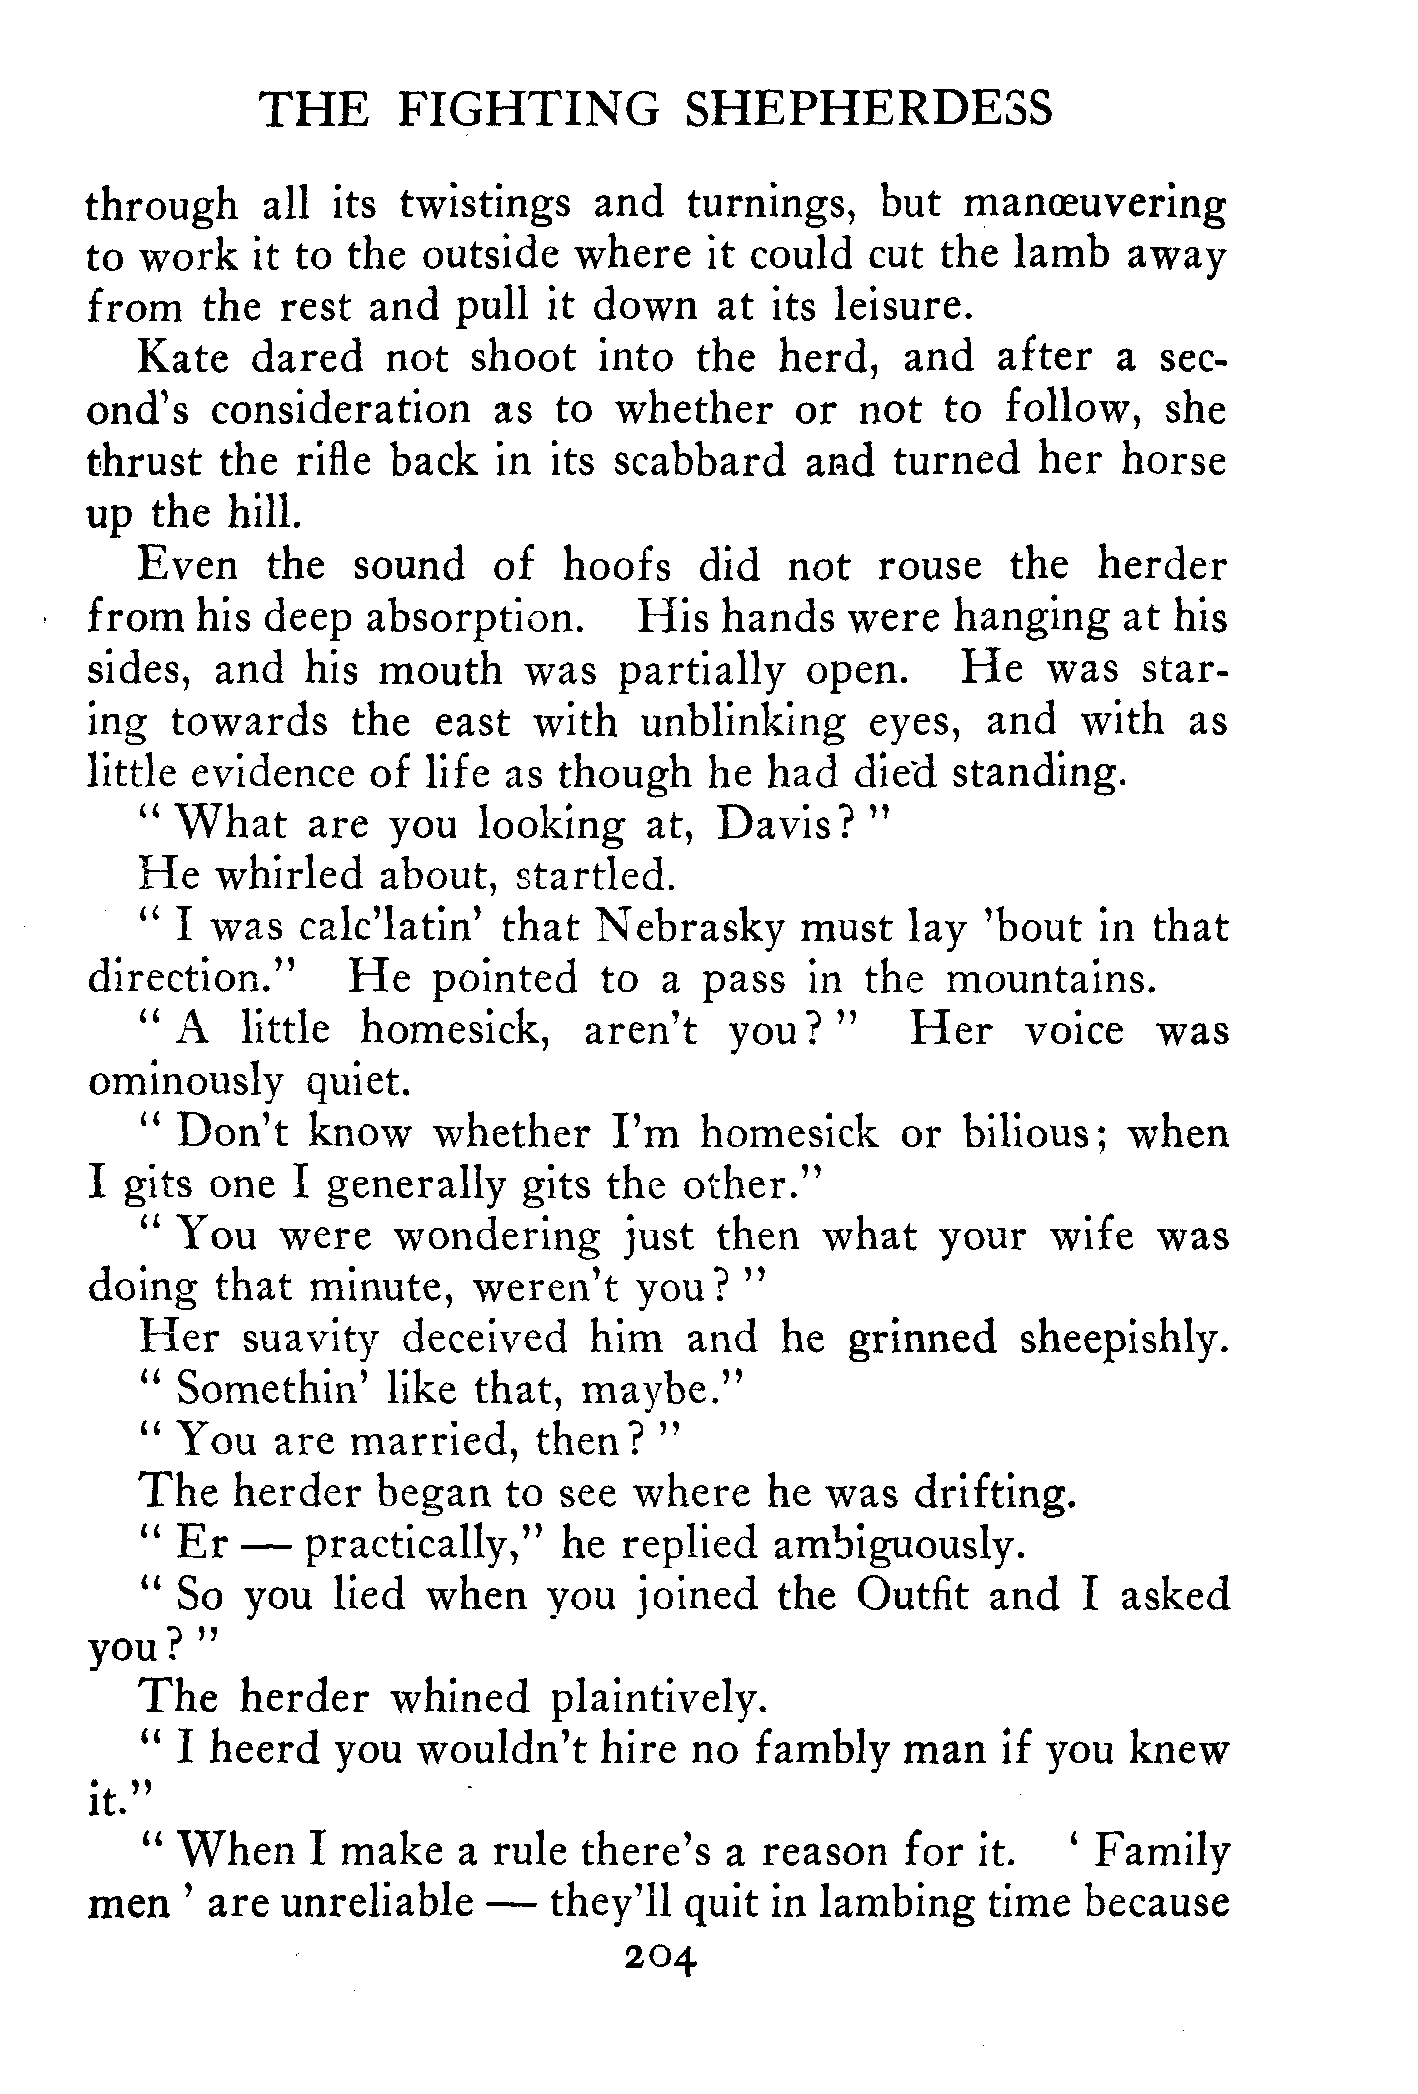 THE FIGHTING SHEPHERDESS
through all its twistings and turnings, but manœuvering
to work it to the outside where it could cut the lamb away
from the rest and pull it down at its leisure.
Kate dared not shoot into the herd, and after a sec-
ond's consideration as to whether or not to follow, she
thrust the rifle back in its scabbard and turned her horse
up the hill.
Even the sound of hoofs did not rouse the herder
from his deep absorption. His hands were hanging at his
sides, and his mouth was partially open. He was star-
ing towards the east with unblinking eyes, and with as
little evidence of life as though he had died standing.
" What are you looking at, Davis? "
He whirled about, startled.
" I was calc'latin' that Nebrasky must lay 'bout in that
direction." He pointed to a pass in the mountains.
" A little homesick, aren't you? " Her voice was
ominously quiet.
" Don't know whether I'm homesick or bilious; when
I gits one I generally gits the other."
" You were wondering just then what your wife was
doing that minute, weren't you? "
Her suavity deceived him and he grinned sheepishly.
" Somethin' like that, maybe."
" You are married, then? "
The herder began to see where he was drifting.
" Er — practically," he replied ambiguously.
" So you lied when you joined the Outfit and I asked
you? "
The herder whined plaintively.
" I heerd you wouldn't hire no fambly man if you knew
it."
" When I make a rule there's a reason for it. ' Family
men ' are unreliable — they'll quit in lambing time because
204